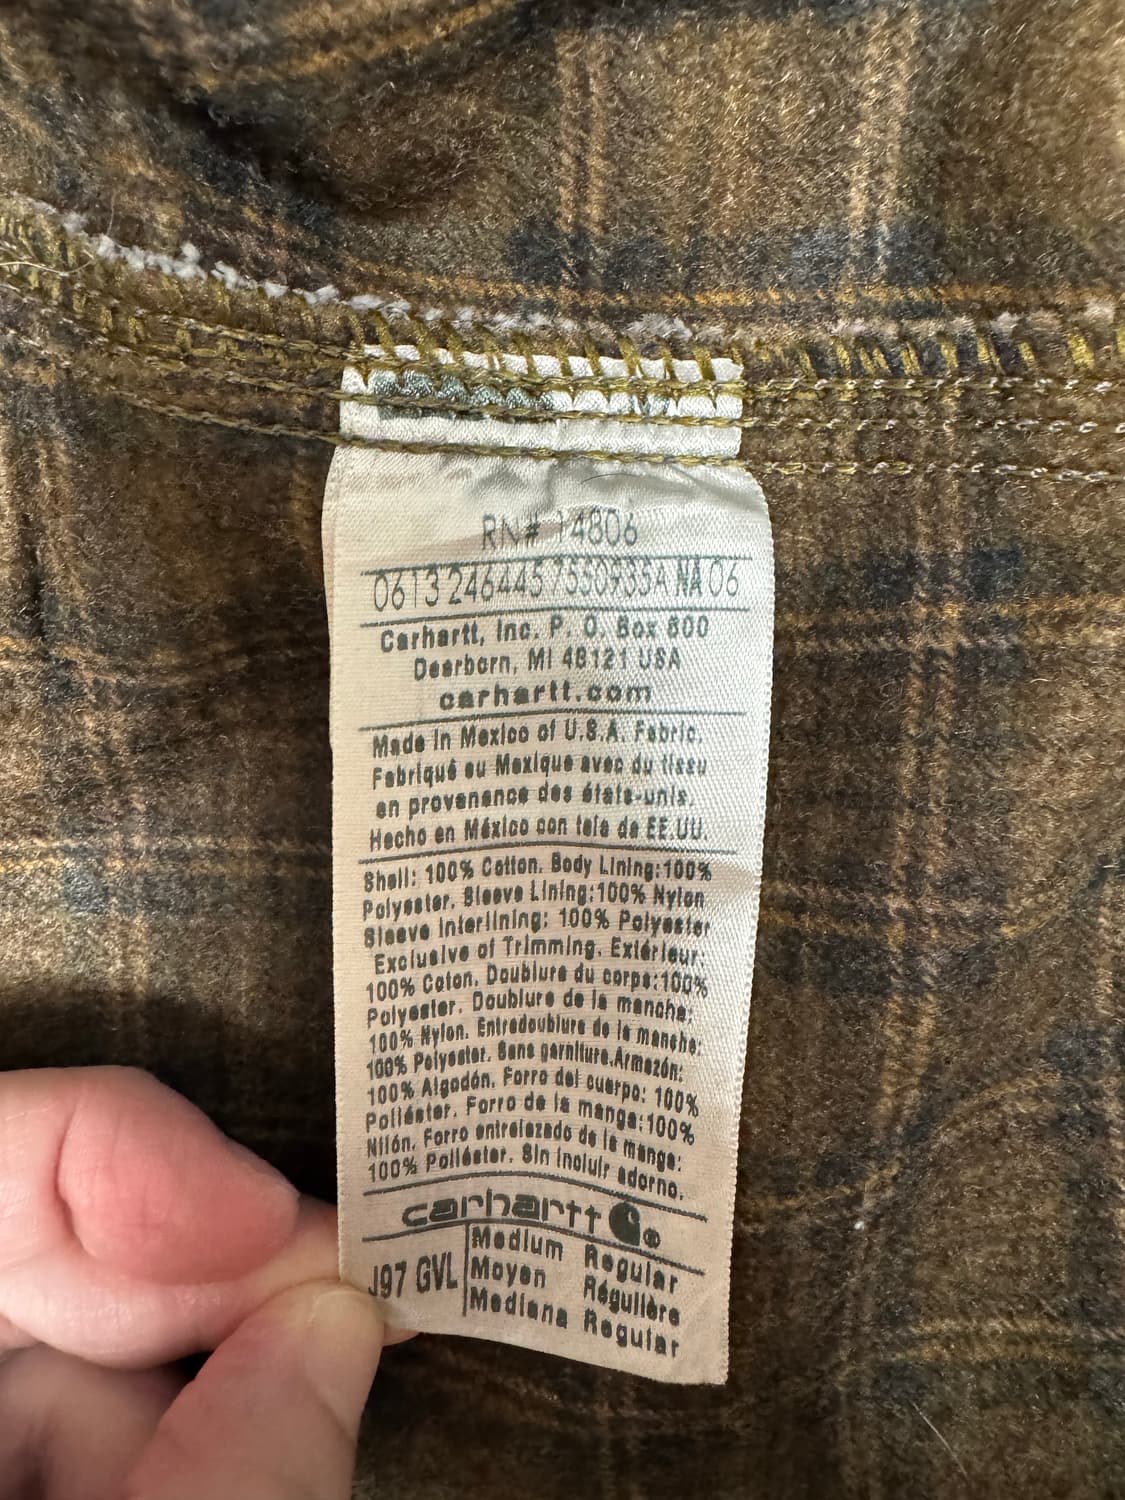 RN# 14806
0613 246445 7550935A NA 06
Carhartt, Inc. P. O. Box 600
Dearborn, MI 48121 USA
carhartt.com
Made in Mexico of U.S.A. Fabric.
Fabriqué au Mexique avec du tissu
en provenance des états-unis.
Hecho en México con tela de EE.UU.
Shell: 100% Cotton. Body Lining:100%
Polyester. Sleeve Lining:100% Nylon
Sleeve Interlining: 100% Polyester
Exclusive of Trimming. Extérieur:
100% Coton. Doublure du corps:100%
Polyester. Doublure de la manche:
100% Nylon. Entredoublure de la manche:
100% Polyester. Sans garniture.Armazón:
100% Algodón. Forro del cuerpo: 100%
Poliéster. Forro de la manga:100%
Nilón. Forro entrelazado de la manga:
100% Poliéster. Sin incluir adorno.
carhartt ®
J97 GVL
Medium Regular
Moyen Régulière
Mediana Regular